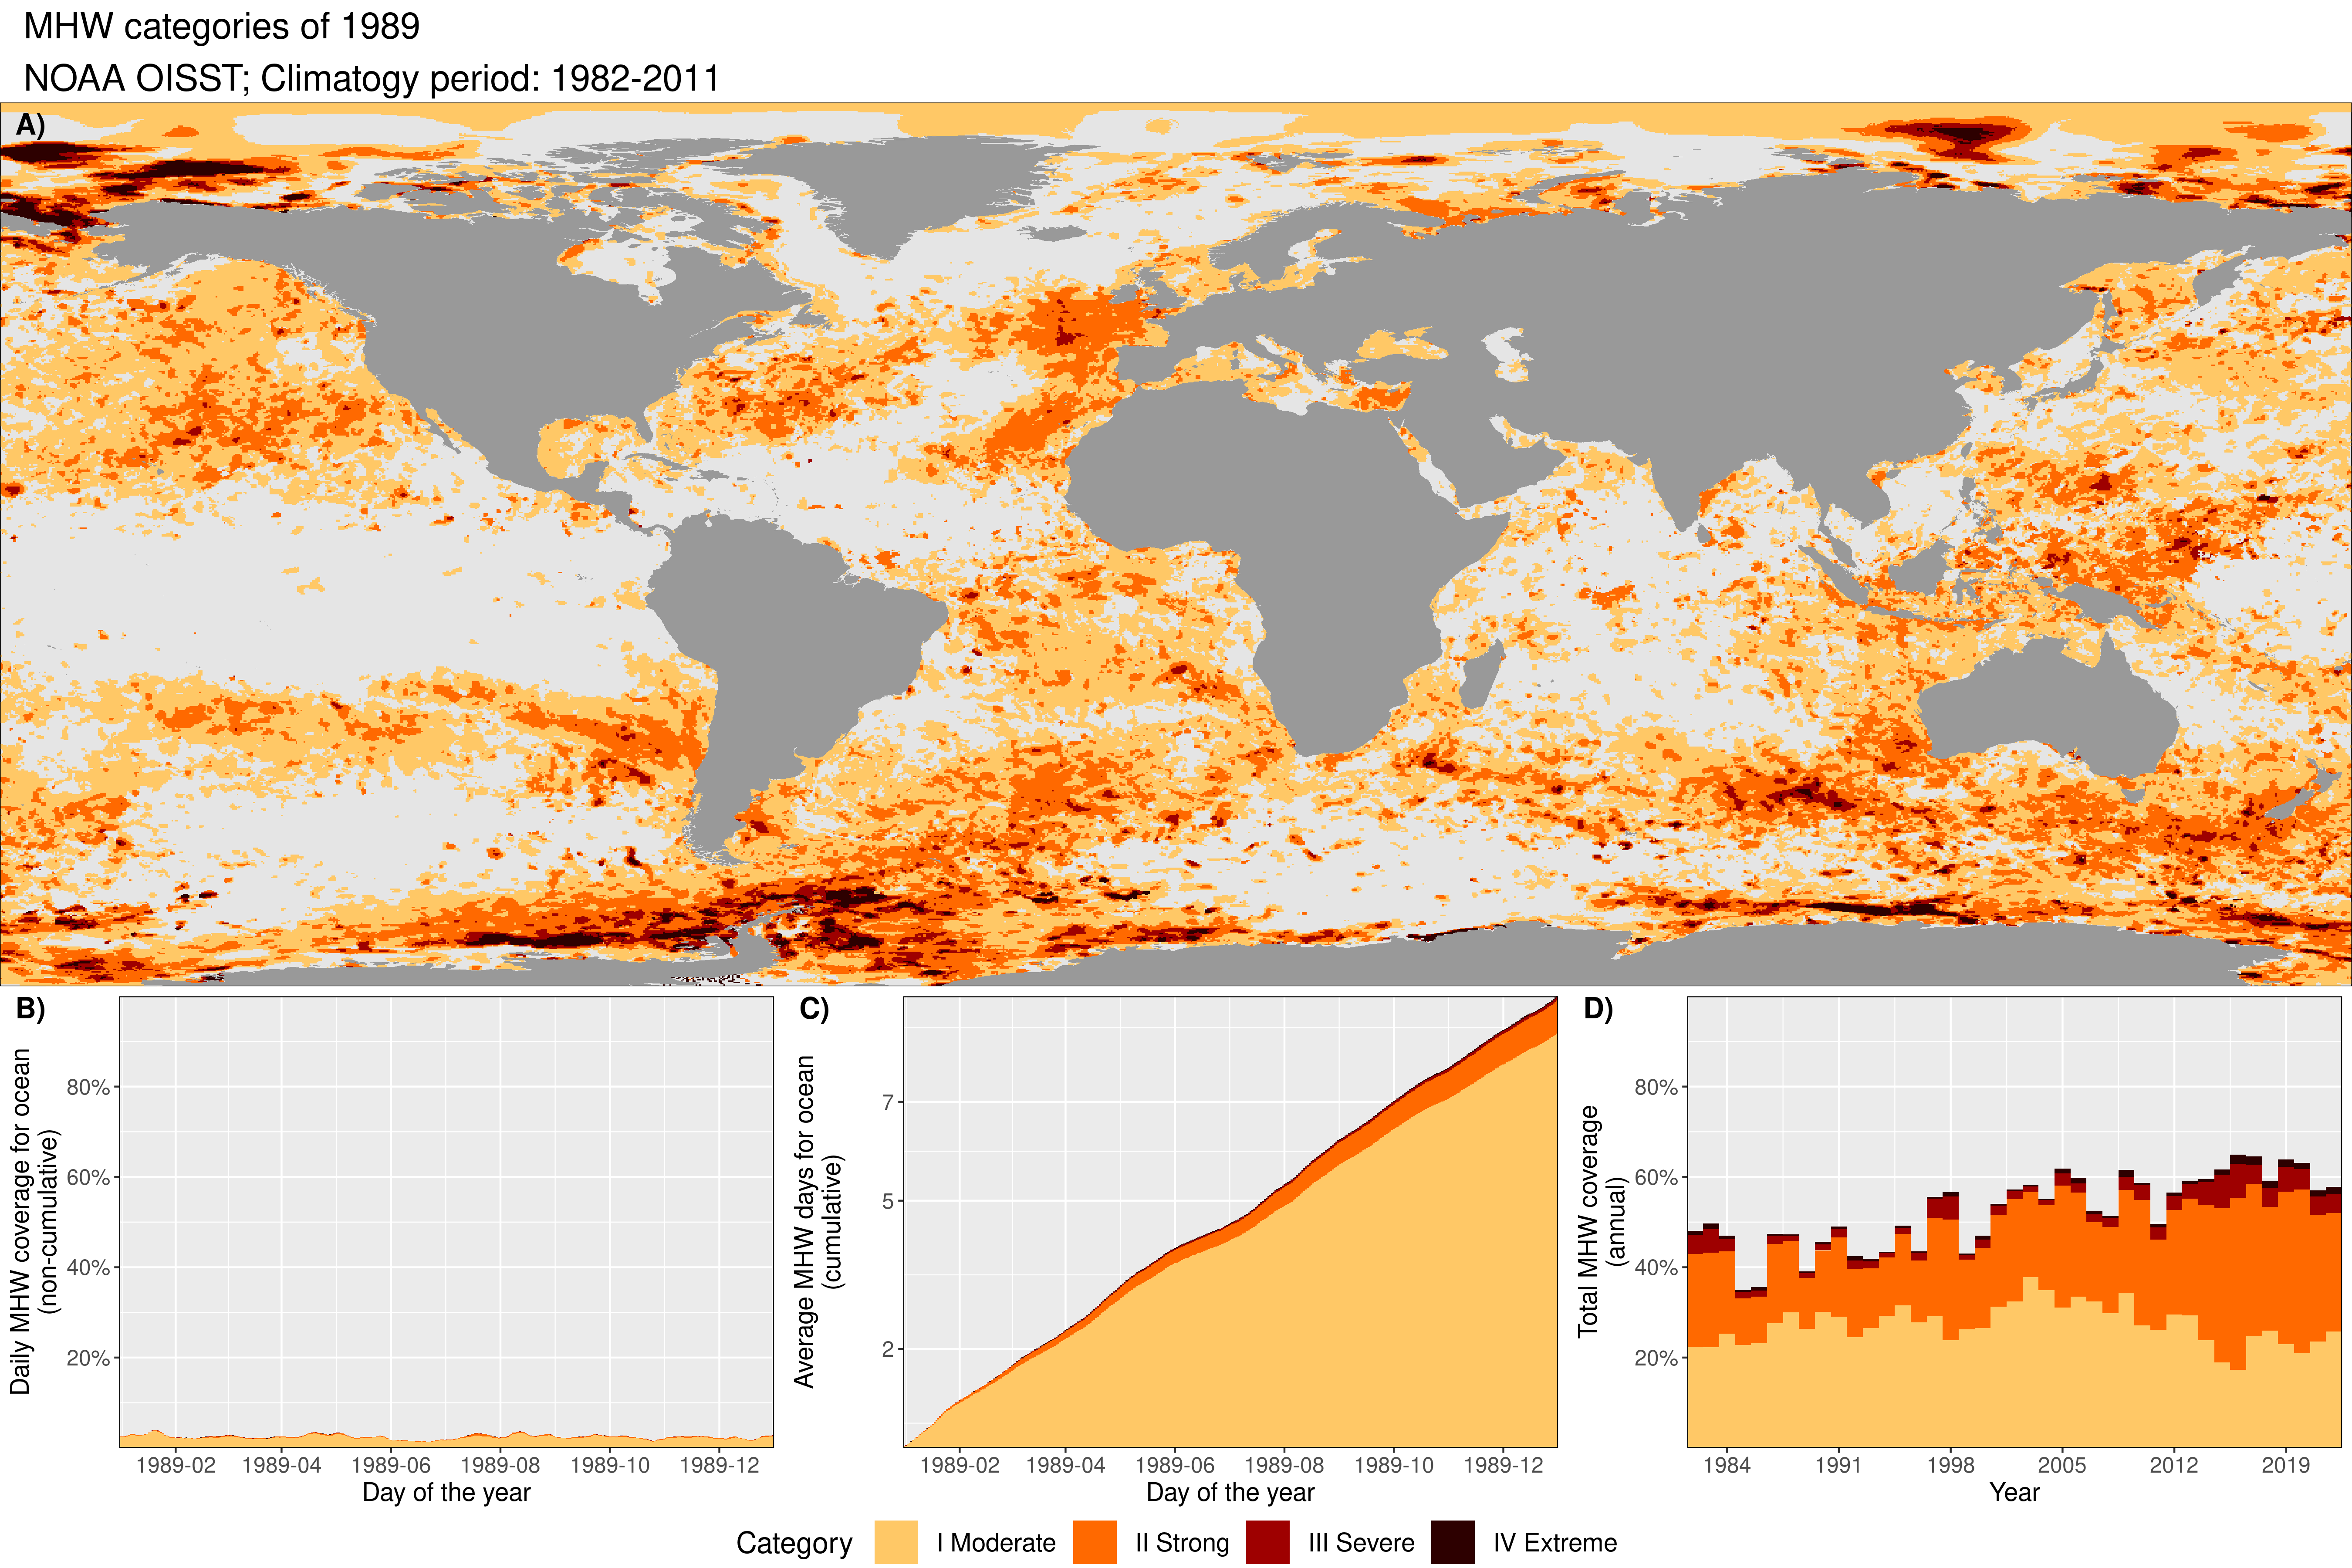 MHW categories of 1989
NOAA OISST; Climatogy period: 1982-2011
A)
B)
Daily MHW coverage for ocean
(non-cumulative)
80%
60%
40%
20%
1989-02 1989-04 1989-06 1989-08 1989-10 1989-12
Day of the year
C)
Average MHW days for ocean
(cumulative)
7
5
2
1989-02 1989-04 1989-06 1989-08 1989-10 1989-12
Day of the year
D)
Total MHW coverage
(annual)
80%
60%
40%
20%
1984 1991 1998 2005 2012 2019
Year
Category I Moderate II Strong III Severe IV Extreme